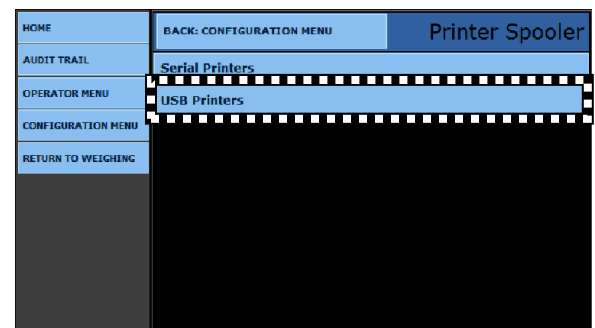 HOME
BACK: CONFIGURATION MENU
Printer Spooler
AUDIT TRAIL
Serial Printers
OPERATOR MENU
USB Printers
CONFIGURATION MENU
RETURN TO WEIGHING